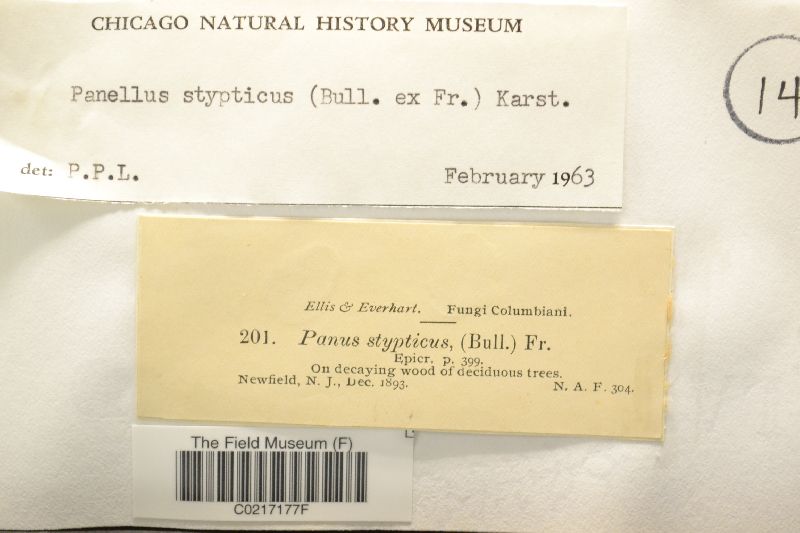 CHICAGO NATURAL HISTORY MUSEUM
Panellus stypticus (Bull. ex Fr.) Karst.
det: P.P.L. February 1963
14
Ellis & Everhart. Fungi Columbiani.
201. Panus stypticus, (Bull.) Fr.
Epicr. p. 399.
On decaying wood of deciduous trees.
Newfield, N. J., Dec. 1893. N. A. F. 304.
The Field Museum (F)
C0217177F